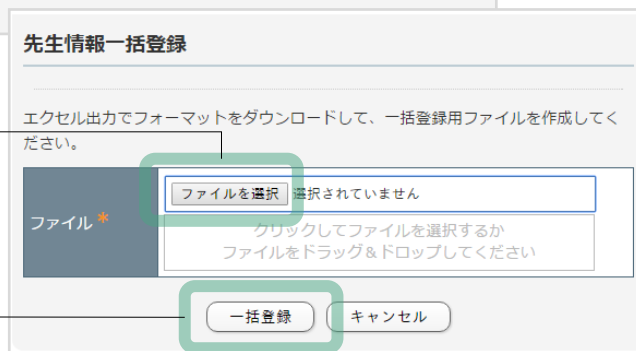 先生情報一括登録
エクセル出力でフォーマットをダウンロードして、一括登録用ファイルを作成してく
ださい。
ファイル*
ファイルを選択 選択されていません
クリックしてファイルを選択するか
ファイルをドラッグ&ドロップしてください
一括登録 キャンセル